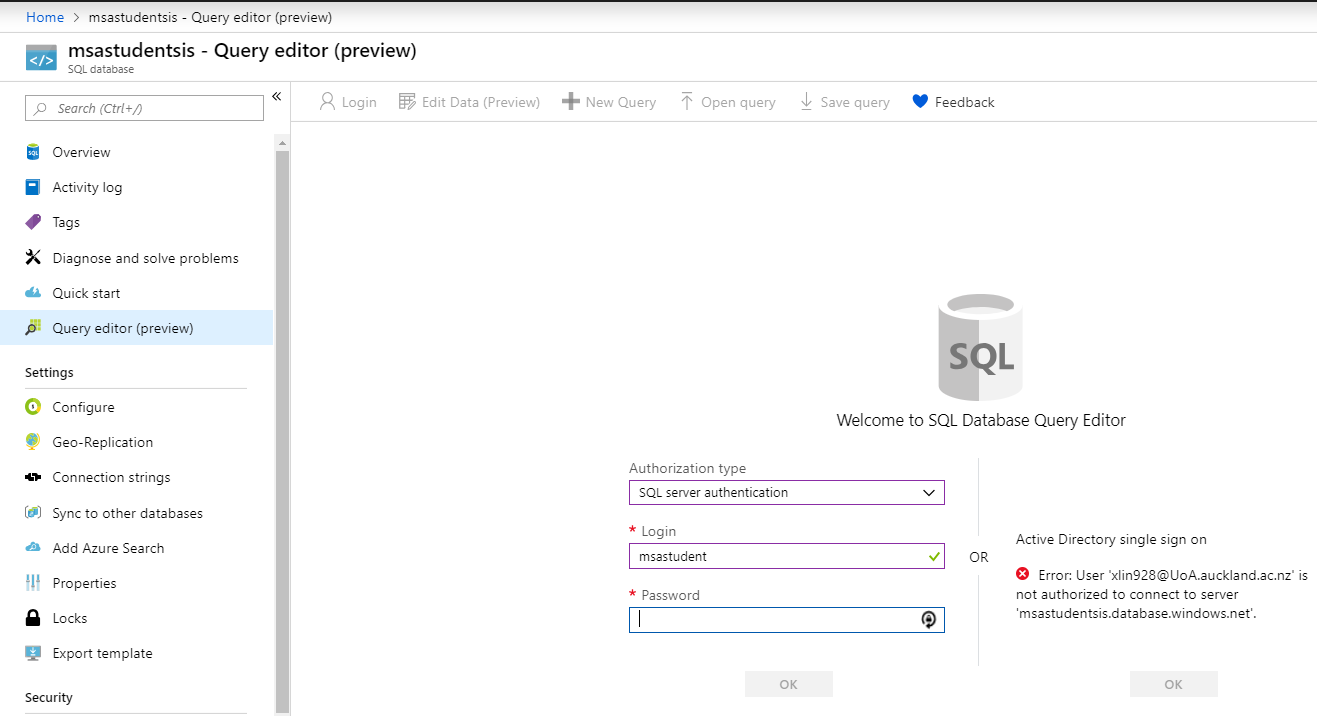 Home > msastudentsis - Query editor (preview)
msastudentsis - Query editor (preview)
SQL database
Search (Ctrl+/)
«
Overview
Activity log
Tags
Diagnose and solve problems
Quick start
Query editor (preview)
Settings
Configure
Geo-Replication
Connection strings
Sync to other databases
Add Azure Search
Properties
Locks
Export template
Security
Login
Edit Data (Preview)
New Query
Open query
Save query
Feedback
SQL
Welcome to SQL Database Query Editor
Authorization type
SQL server authentication
* Login
msastudent
* Password
OK
OR
Active Directory single sign on
Error: User 'xlin928@UoA.auckland.ac.nz' is
not authorized to connect to server
'msastudentsis.database.windows.net'.
OK